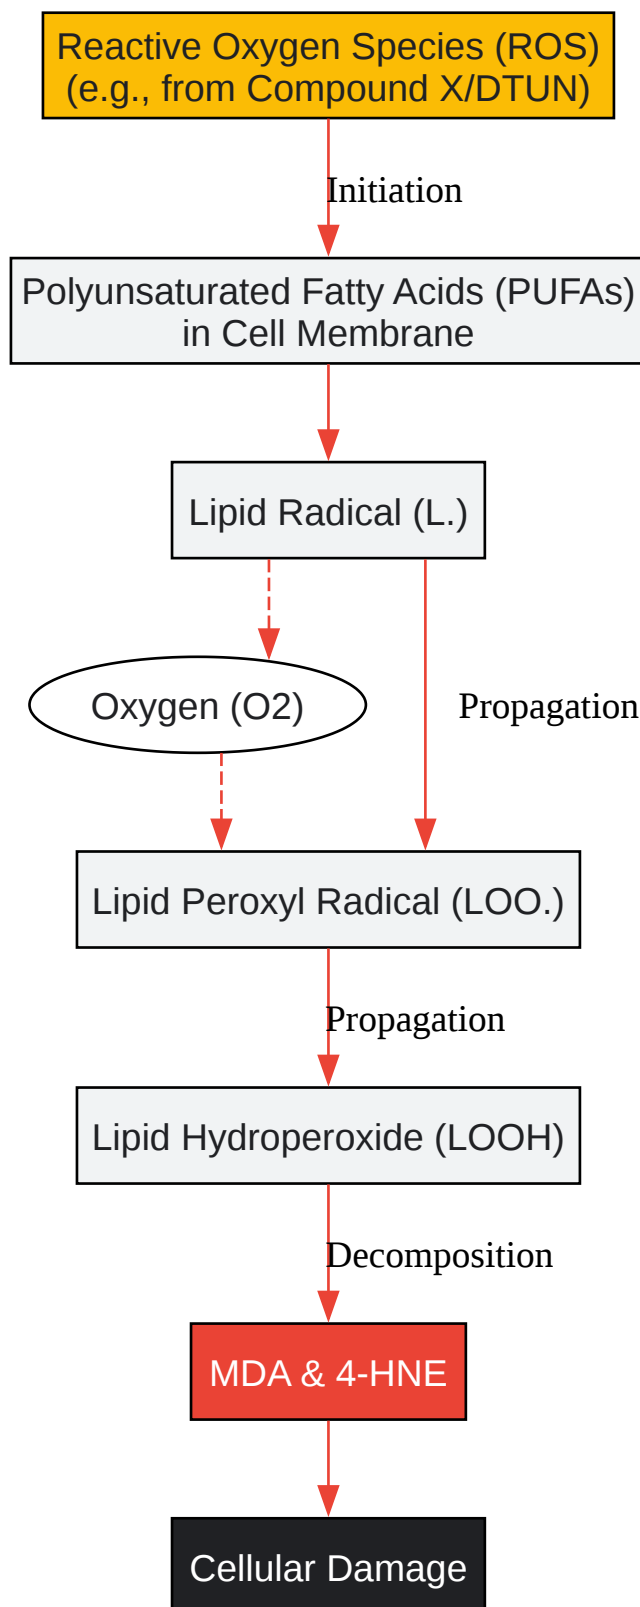 Reactive Oxygen Species (ROS)
(e.g., from Compound X/DTUN)
Initiation
Polyunsaturated Fatty Acids (PUFAs)
in Cell Membrane
Lipid Radical (L.)
Oxygen (O2)
Propagation
Lipid Peroxyl Radical (LOO.)
Propagation
Lipid Hydroperoxide (LOOH)
Decomposition
MDA & 4-HNE
Cellular Damage